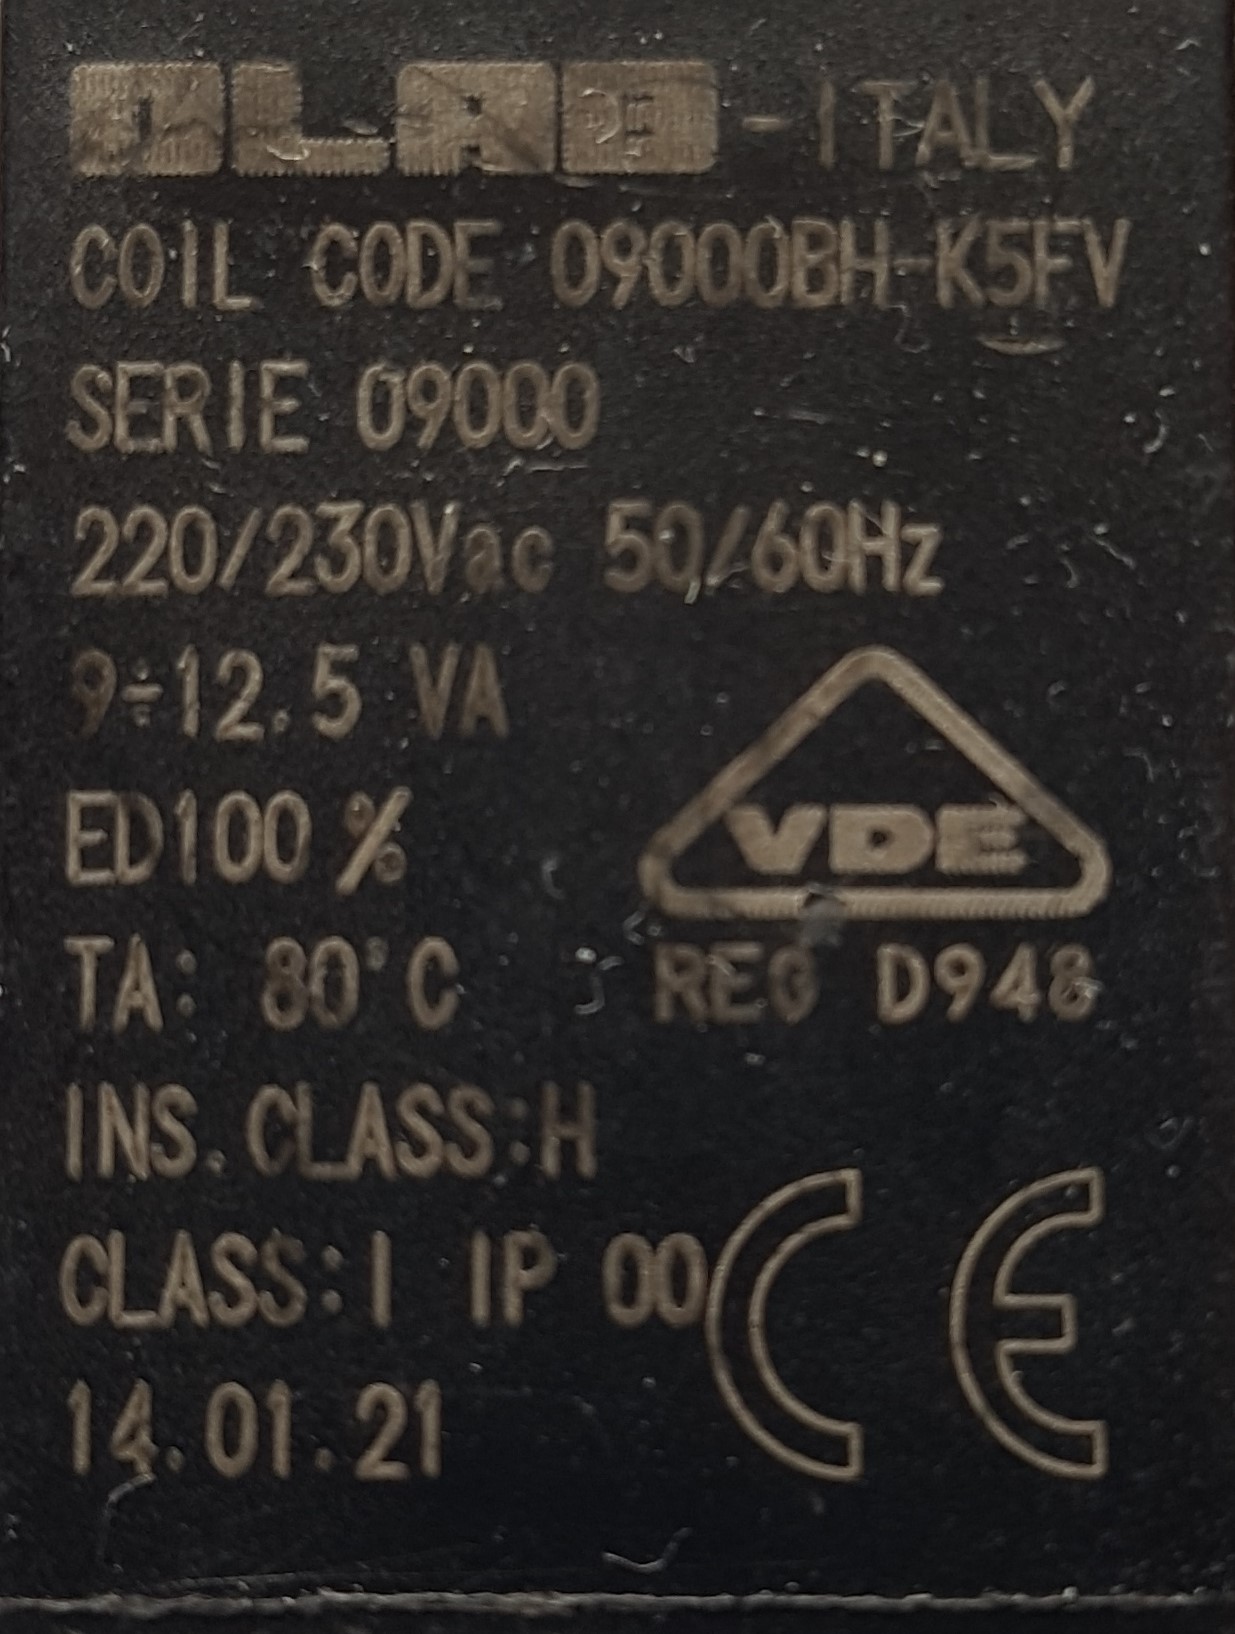 OLAB - ITALY
COIL CODE 09000BH-K5FV
SERIE 09000
220/230Vac 50/60Hz
9÷12.5 VA
ED100 %
VDE
TA: 80°C
REG D948
INS. CLASS:H
CLASS:I IP 00
CE
14.01.21